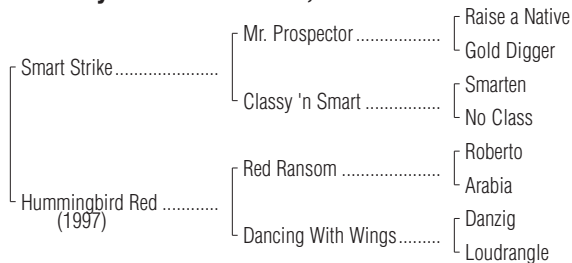 Raise a Native
Mr. Prospector ..................
Gold Digger
Smart Strike......................
Smarten
Classy 'n Smart ................
No Class
Roberto
Red Ransom ....................
Arabia
Hummingbird Red ............
(1997)
Danzig
Dancing With Wings.........
Loudrangle